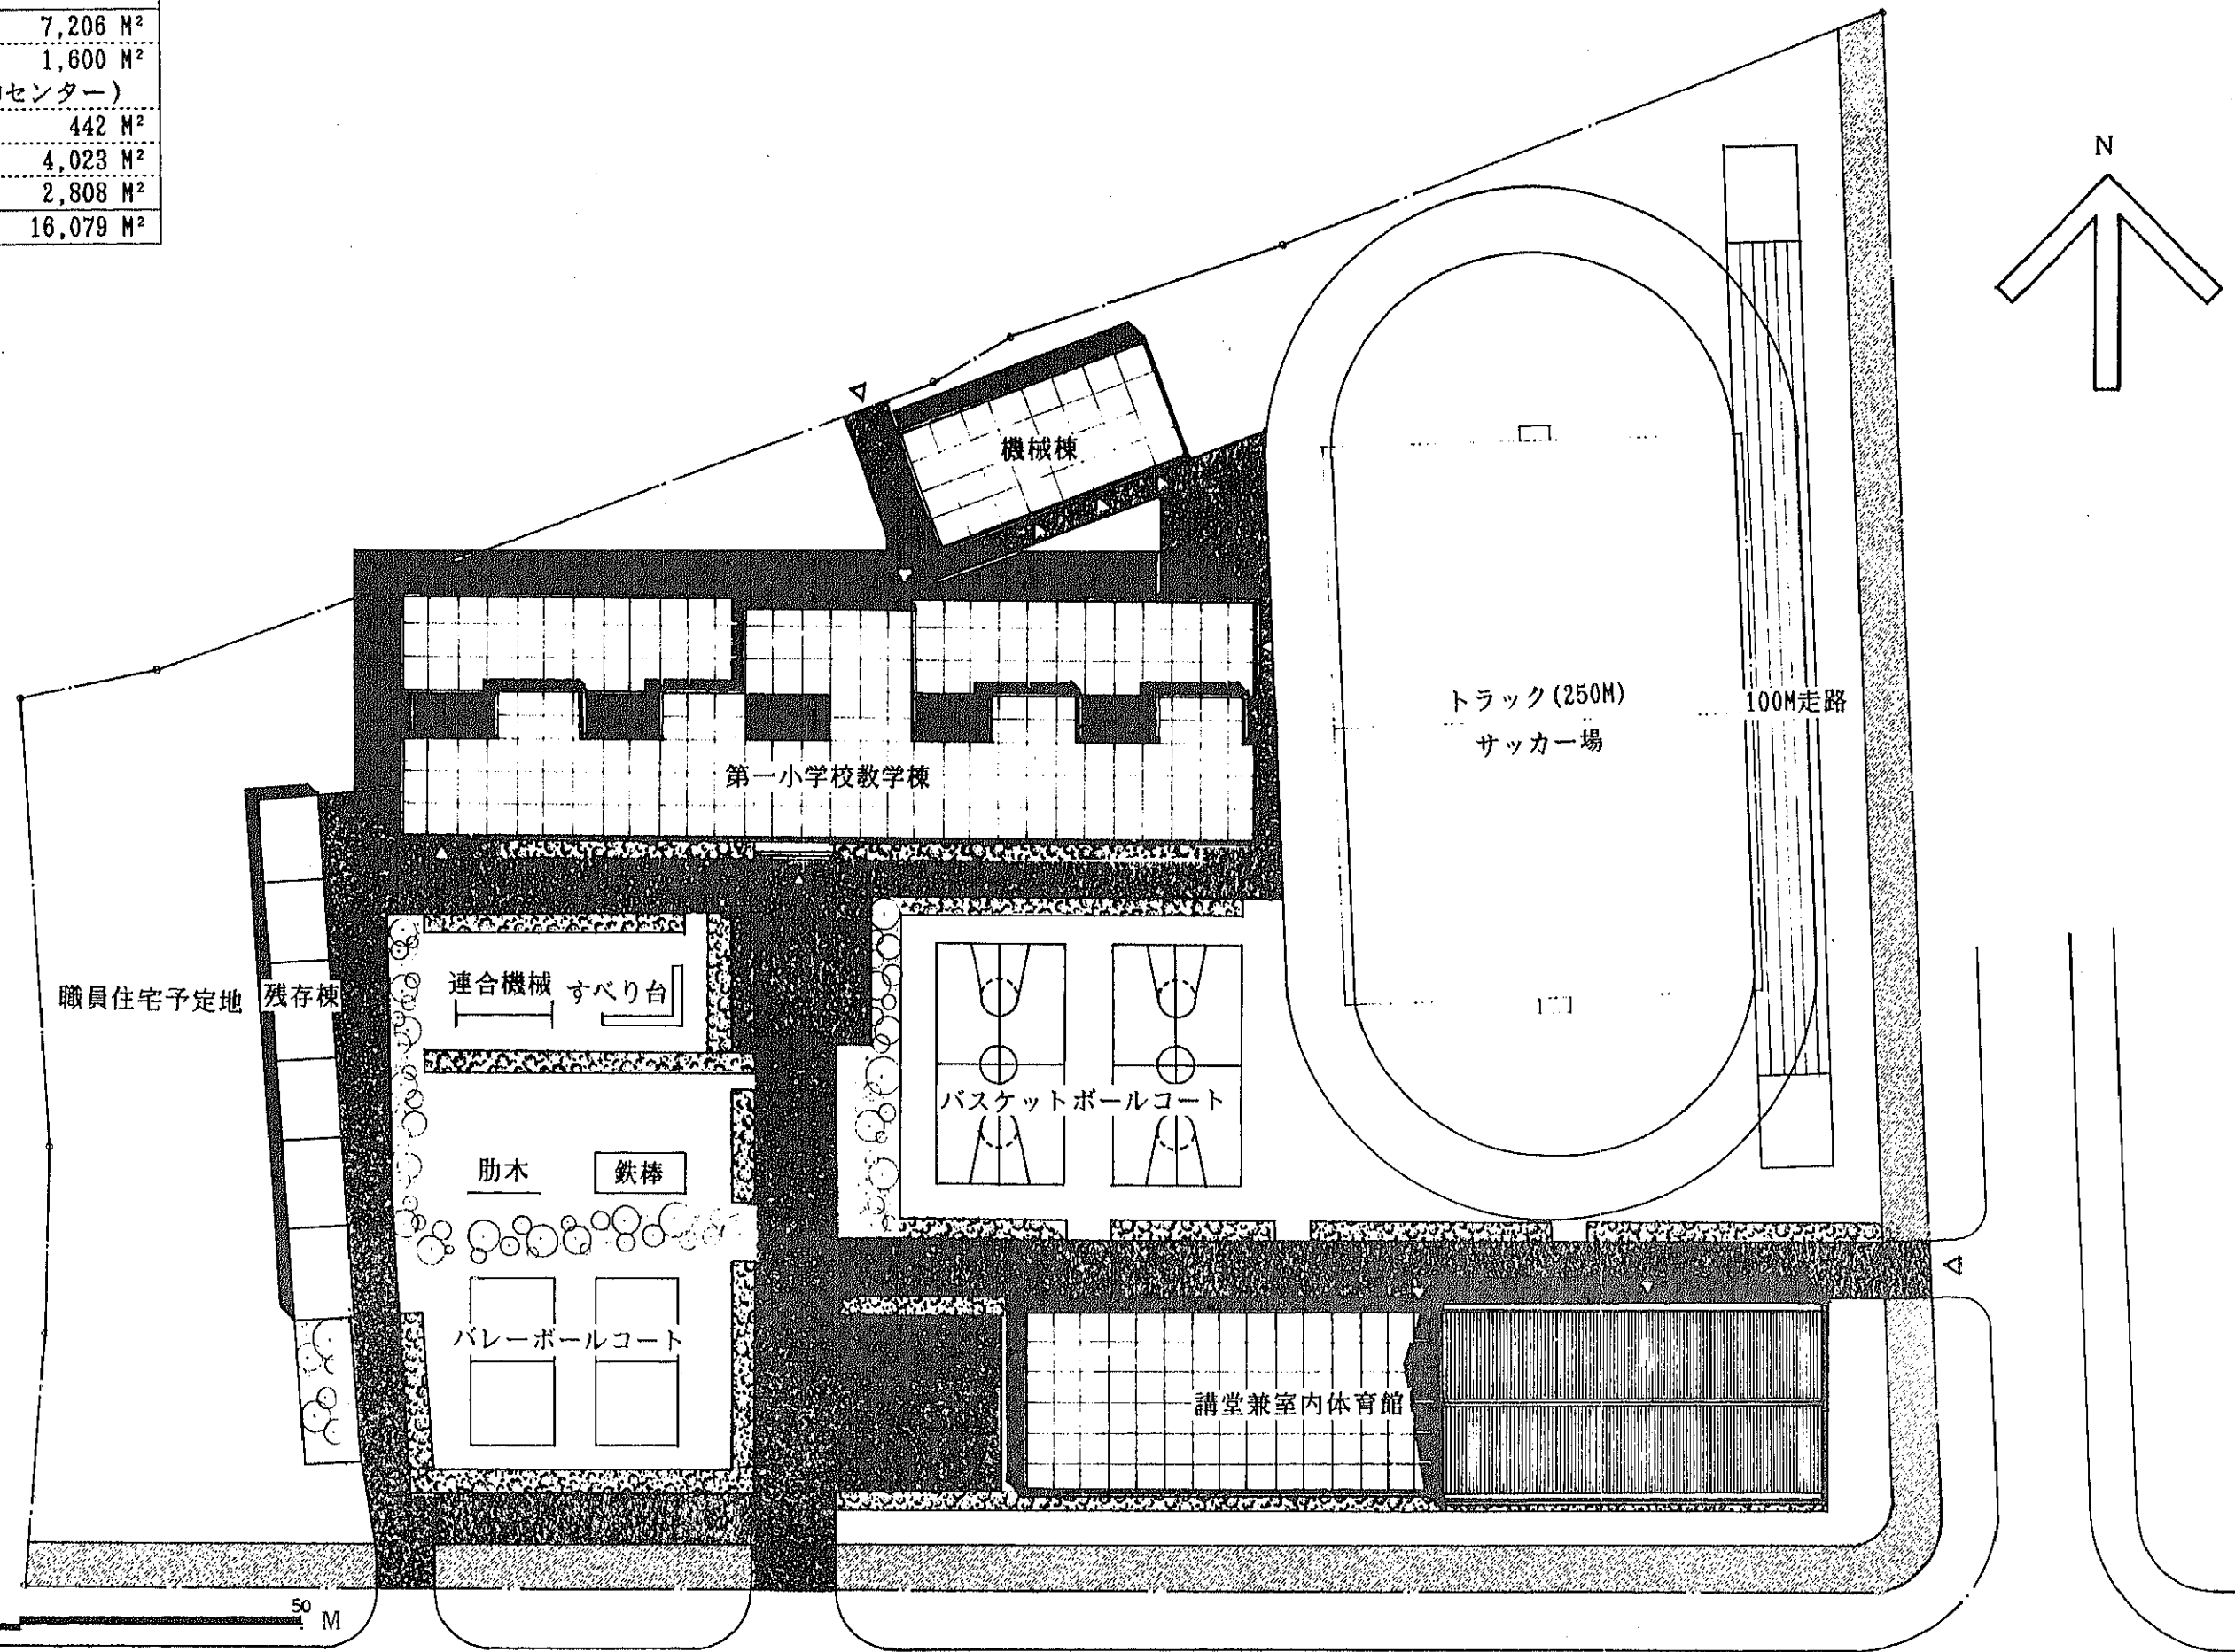 7,206 M²
1,600 M²
センター)
442 M²
4,023 M²
2,808 M²
16,079 M²
N
機械棟
トラック(250M)
サッカー場
100M走路
第一小学校教学棟
職員住宅予定地
残存棟
連合機械
すべり台
バスケットボールコート
肋木
鉄棒
バレーボールコート
講堂兼室内体育館
50
M